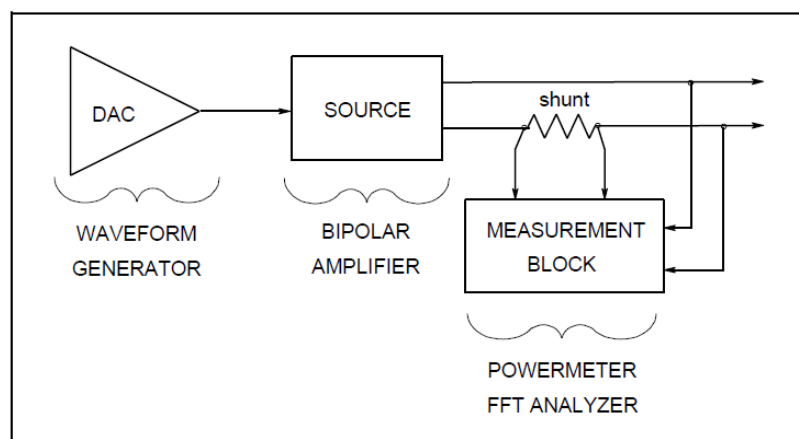 DAC
SOURCE
shunt
WAVEFORM
GENERATOR
BIPOLAR
AMPLIFIER
MEASUREMENT
BLOCK
POWERMETER
FFT ANALYZER